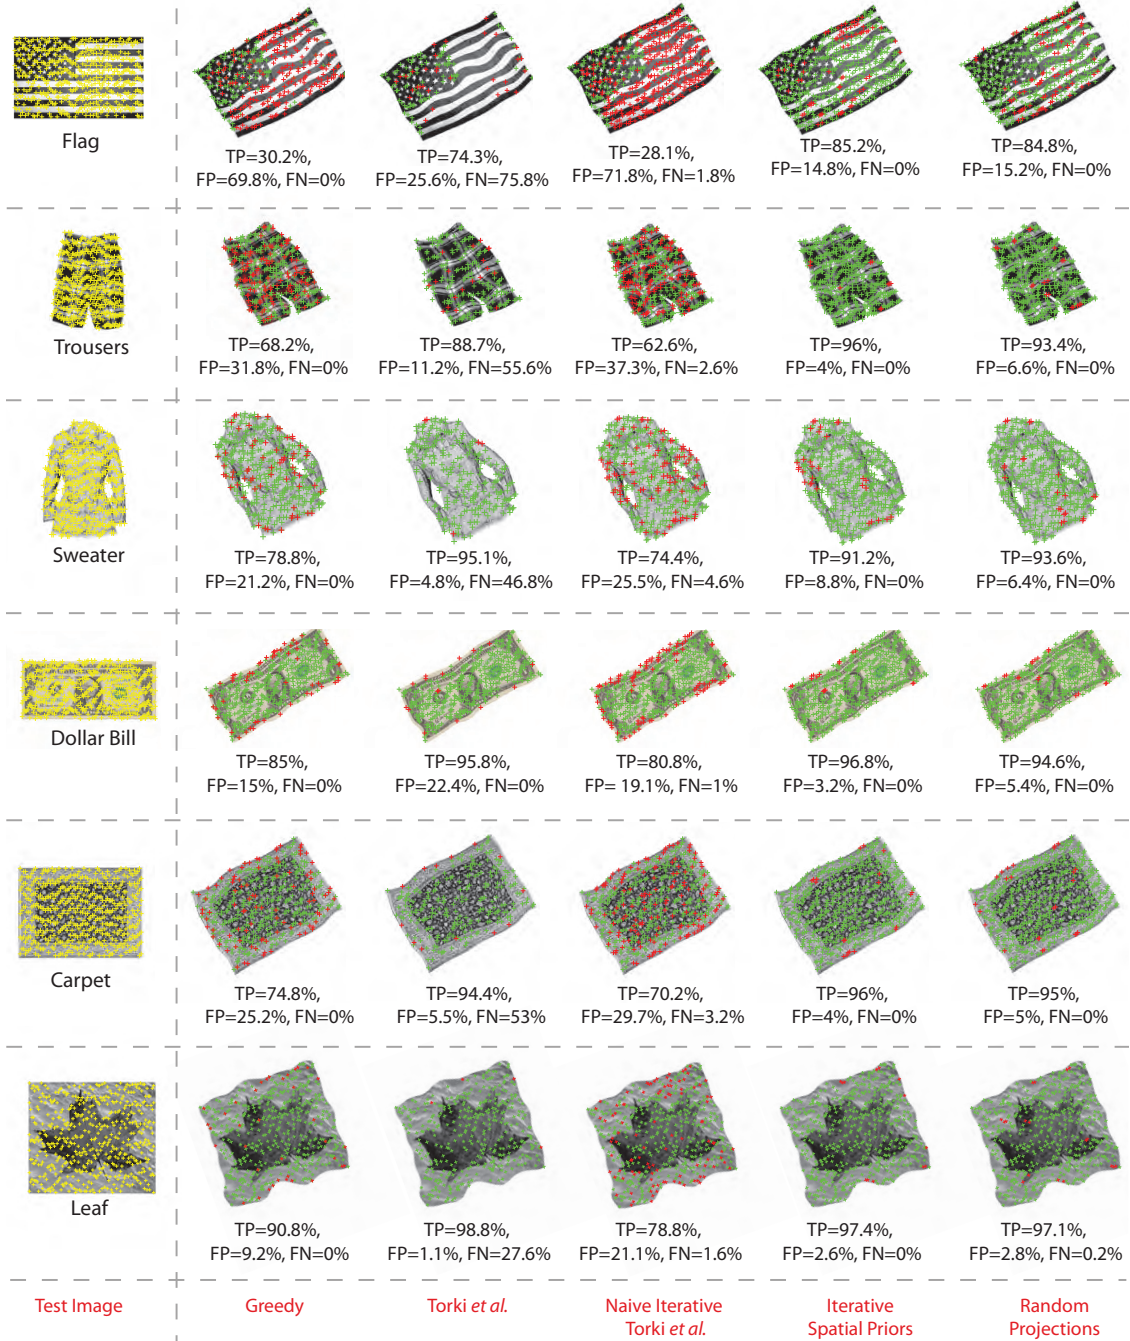 Flag
TP=30.2%,
FP=69.8%, FN=0%
TP=74.3%,
FP=25.6%, FN=75.8%
TP=28.1%,
FP=71.8%, FN=1.8%
TP=85.2%,
FP=14.8%, FN=0%
TP=84.8%,
FP=15.2%, FN=0%
Trousers
TP=68.2%,
FP=31.8%, FN=0%
TP=88.7%,
FP=11.2%, FN=55.6%
TP=62.6%,
FP=37.3%, FN=2.6%
TP=96%,
FP=4%, FN=0%
TP=93.4%,
FP=6.6%, FN=0%
Sweater
TP=78.8%,
FP=21.2%, FN=0%
TP=95.1%,
FP=4.8%, FN=46.8%
TP=74.4%,
FP=25.5%, FN=4.6%
TP=91.2%,
FP=8.8%, FN=0%
TP=93.6%,
FP=6.4%, FN=0%
Dollar Bill
TP=85%,
FP=15%, FN=0%
TP=95.8%,
FP=22.4%, FN=0%
TP=80.8%,
FP= 19.1%, FN=1%
TP=96.8%,
FP=3.2%, FN=0%
TP=94.6%,
FP=5.4%, FN=0%
Carpet
TP=74.8%,
FP=25.2%, FN=0%
TP=94.4%,
FP=5.5%, FN=53%
TP=70.2%,
FP=29.7%, FN=3.2%
TP=96%,
FP=4%, FN=0%
TP=95%,
FP=5%, FN=0%
Leaf
TP=90.8%,
FP=9.2%, FN=0%
TP=98.8%,
FP=1.1%, FN=27.6%
TP=78.8%,
FP=21.1%, FN=1.6%
TP=97.4%,
FP=2.6%, FN=0%
TP=97.1%,
FP=2.8%, FN=0.2%
Test Image
Greedy
Torki et al.
Naive Iterative
Torki et al.
Iterative
Spatial Priors
Random
Projections